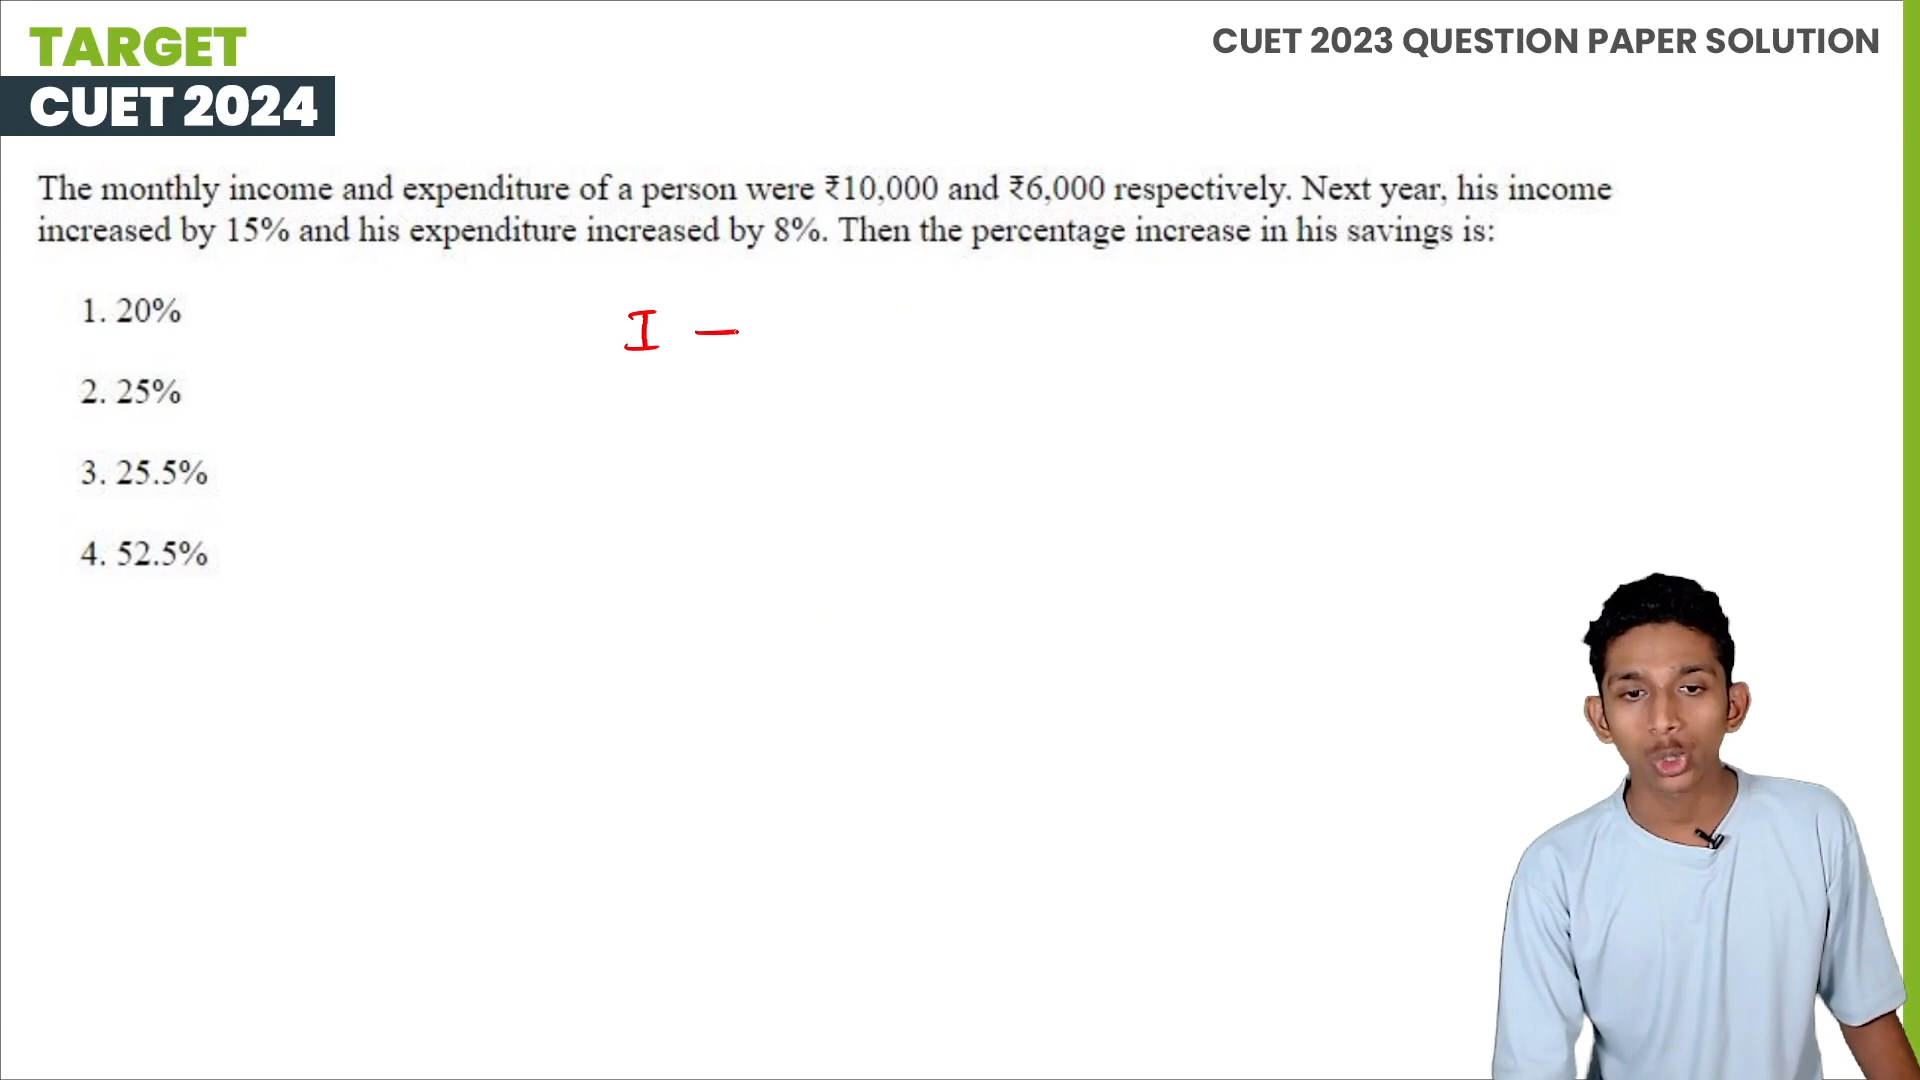 TARGET
CUET 2024
CUET 2023 QUESTION PAPER SOLUTION
The monthly income and expenditure of a person were ₹10,000 and ₹6,000 respectively. Next year, his income
increased by 15% and his expenditure increased by 8%. Then the percentage increase in his savings is:
1. 20%
I –
2. 25%
3. 25.5%
4. 52.5%